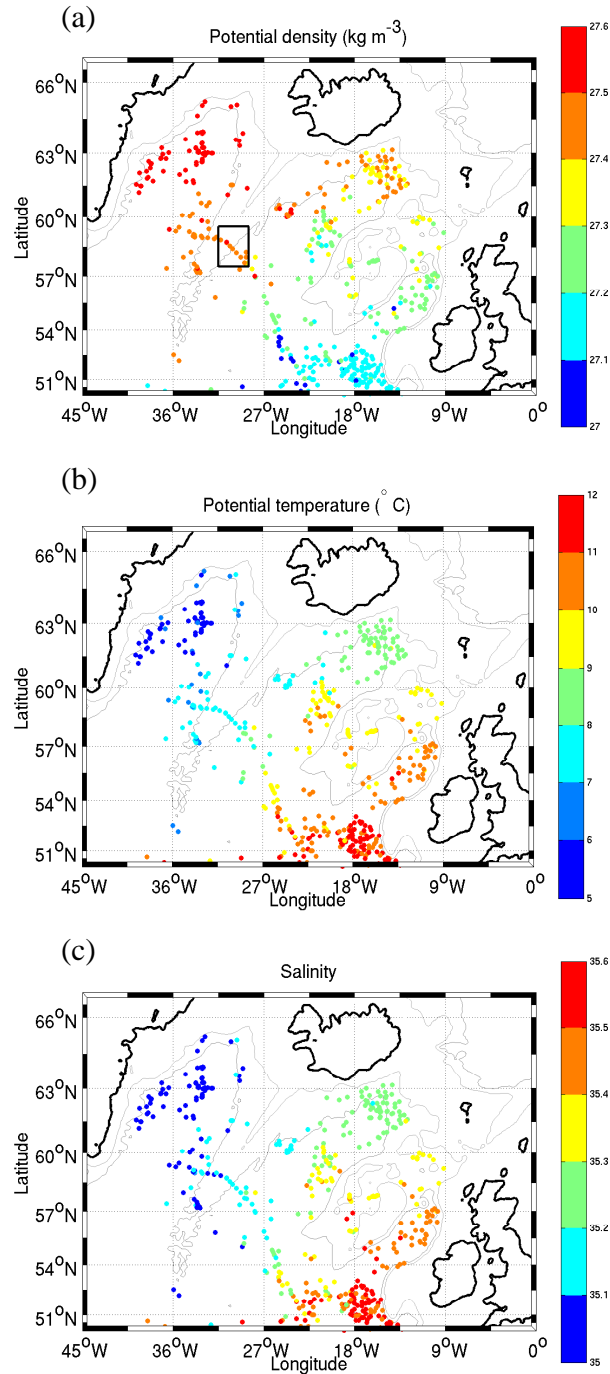 (a)
Potential density (kg m⁻³)
66°N
63°N
60°N
57°N
54°N
51°N
Latitude
45°W 36°W 27°W 18°W 9°W 0°
Longitude
27.6
27.5
27.4
27.3
27.2
27.1
27
(b)
Potential temperature (° C)
66°N
63°N
60°N
57°N
54°N
51°N
Latitude
45°W 36°W 27°W 18°W 9°W 0°
Longitude
12
11
10
9
8
7
6
5
(c)
Salinity
66°N
63°N
60°N
57°N
54°N
51°N
Latitude
45°W 36°W 27°W 18°W 9°W 0°
Longitude
35.6
35.5
35.4
35.3
35.2
35.1
35